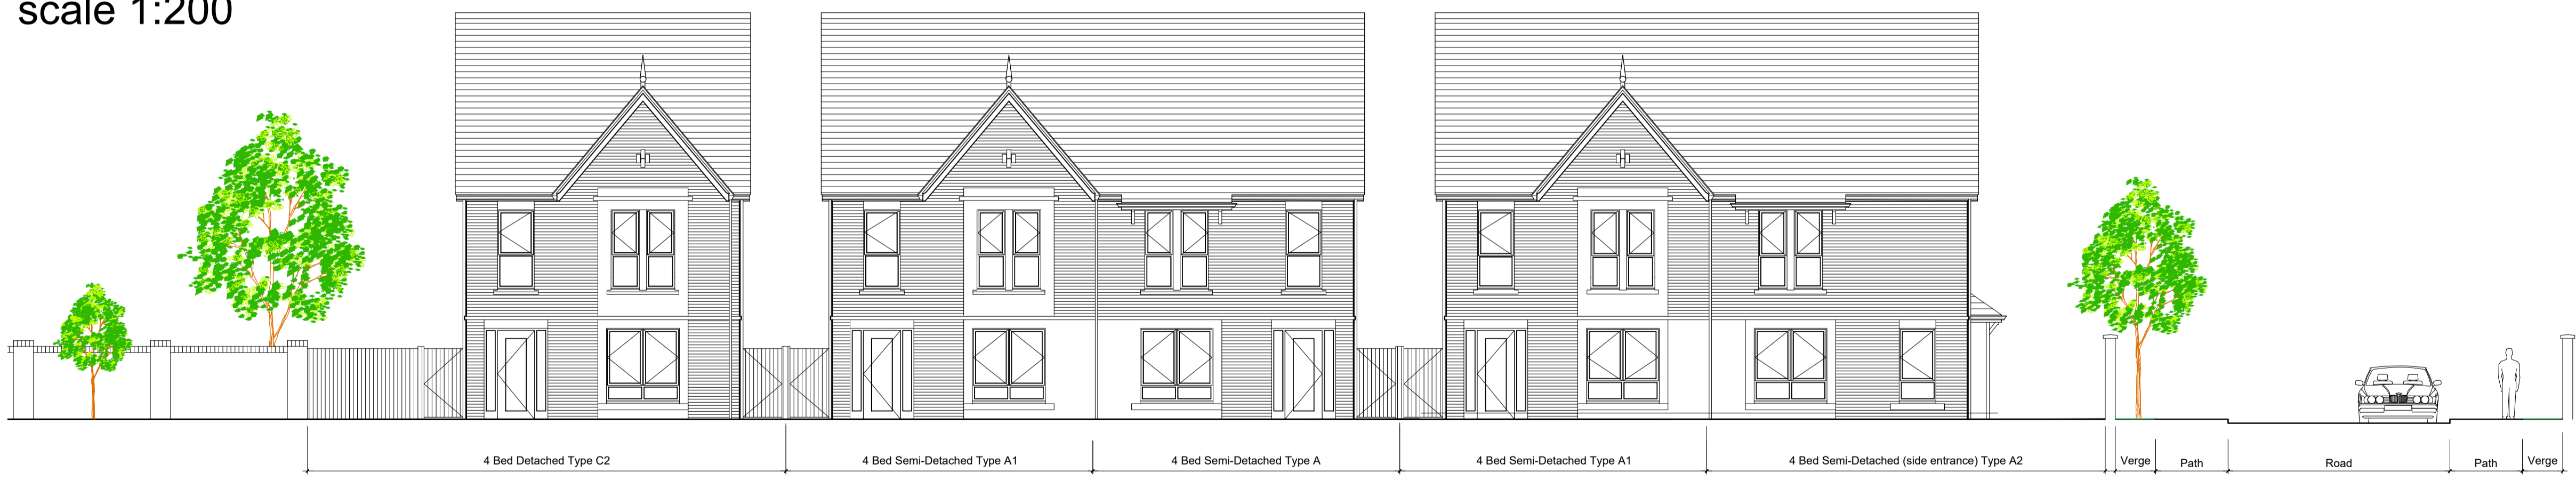 scale 1:200
4 Bed Detached Type C2
4 Bed Semi-Detached Type A1
4 Bed Semi-Detached Type A
4 Bed Semi-Detached Type A1
4 Bed Semi-Detached (side entrance) Type A2
Verge
Path
Road
Path
Verge